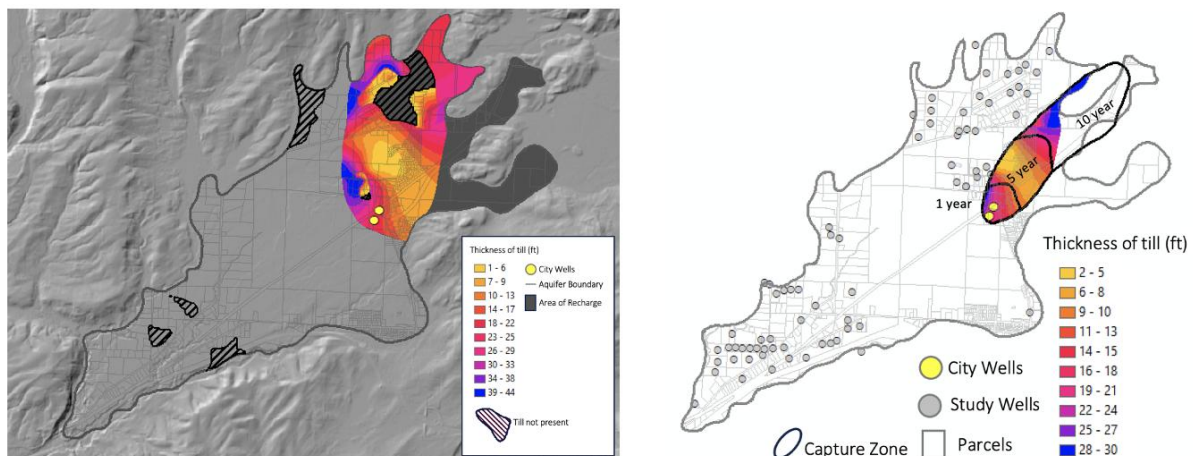 Thickness of till (ft)
1 - 6
7 - 9
10 - 13
14 - 17
18 - 22
23 - 25
26 - 29
30 - 33
34 - 38
39 - 44
City Wells
Aquifer Boundary
Area of Recharge
Till not present
10 year
5 year
1 year
Thickness of till (ft)
2 - 5
6 - 8
9 - 10
11 - 13
14 - 15
16 - 18
19 - 21
22 - 24
25 - 27
28 - 30
City Wells
Study Wells
Capture Zone
Parcels